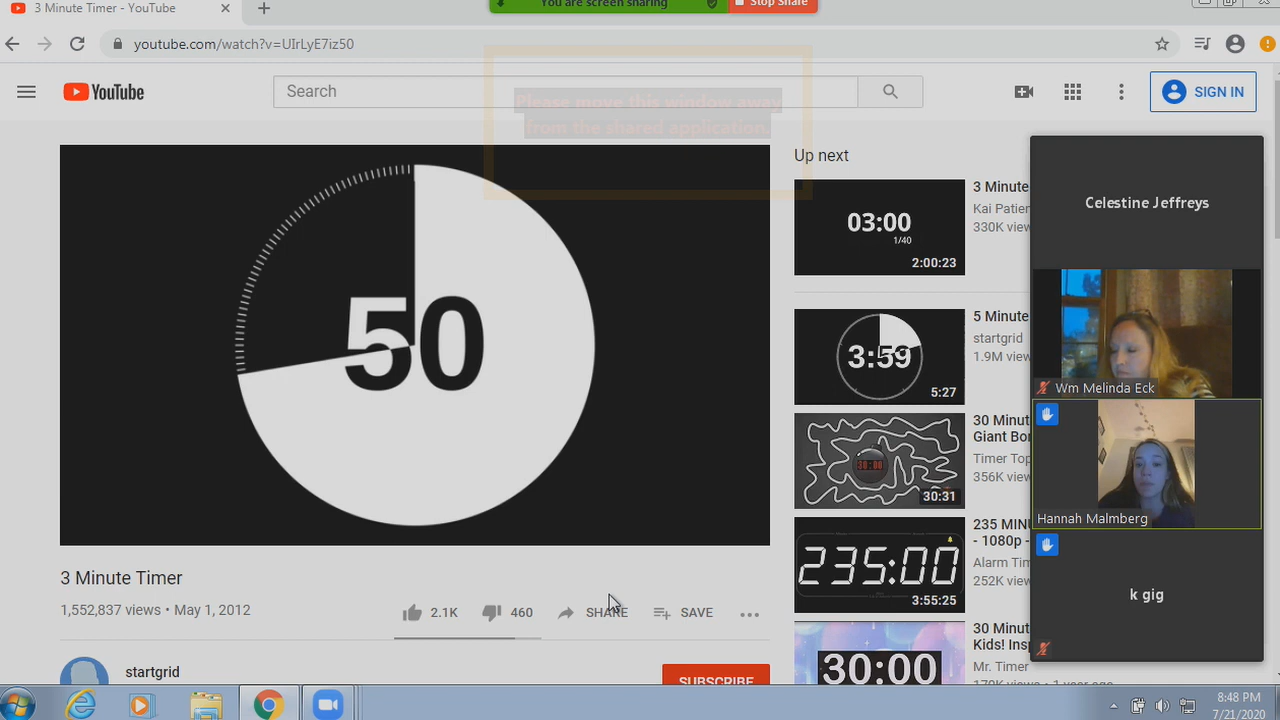 3 Minute Timer - YouTube
You are screen sharing
Stop Share
youtube.com/watch?v=UIrLyE7iz50
YouTube
Search
SIGN IN
Please move this window away
from the shared application.
50
Up next
03:00
1/40
2:00:23
3 Minute
Kai Patien
330K view
3:59
5:27
5 Minute
startgrid
1.9M view
30:00
30:31
30 Minut
Giant Bor
Timer Top
356K view
235:00
3:55:25
235 MINU
- 1080p -
Alarm Tim
252K view
30:00
30 Minut
Kids! Insp
Mr. Timer
3 Minute Timer
1,552,837 views • May 1, 2012
2.1K
460
SHARE
SAVE
startgrid
SUBSCRIBE
Celestine Jeffreys
Wm Melinda Eck
Hannah Malmberg
k gig
8:48 PM
7/21/2020